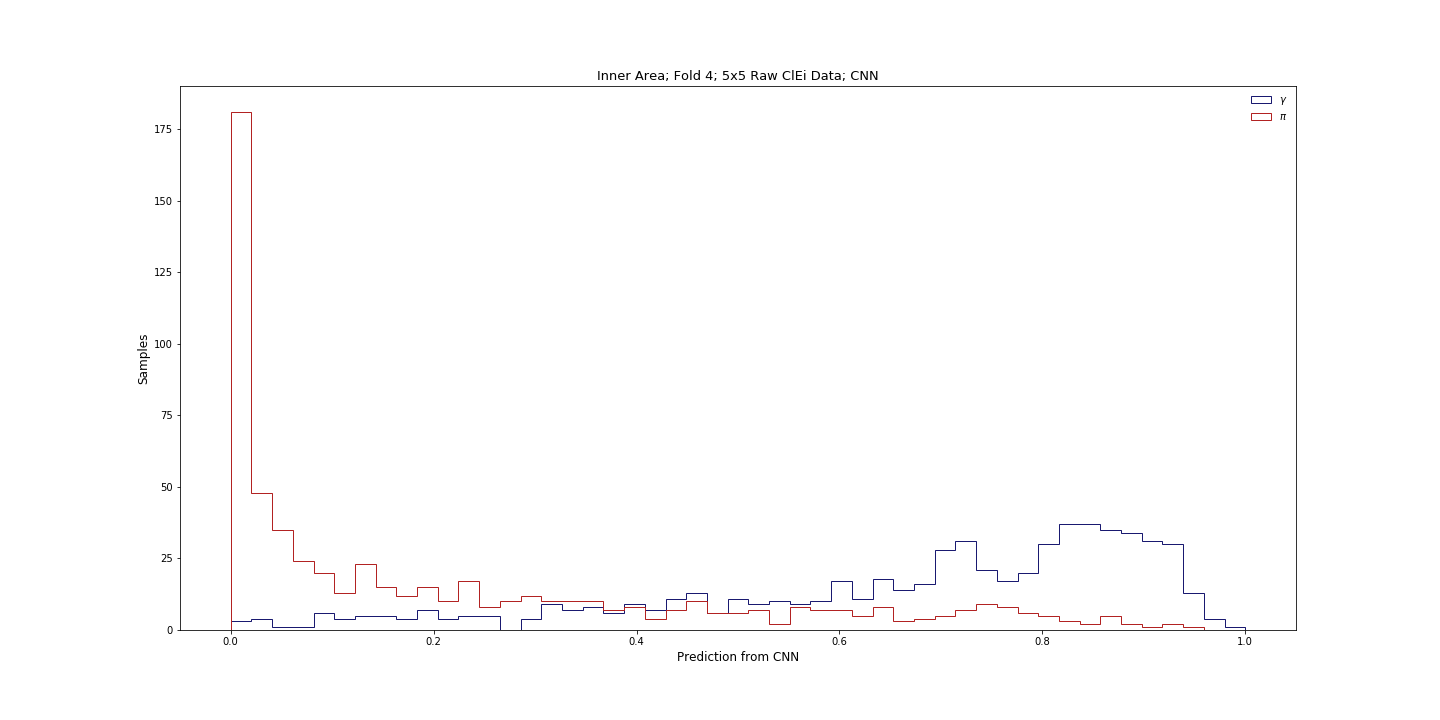 Inner Area; Fold 4; 5x5 Raw ClEi Data; CNN
γ
π
175
150
125
100
75
50
25
0
Samples
0.0 0.2 0.4 0.6 0.8 1.0
Prediction from CNN